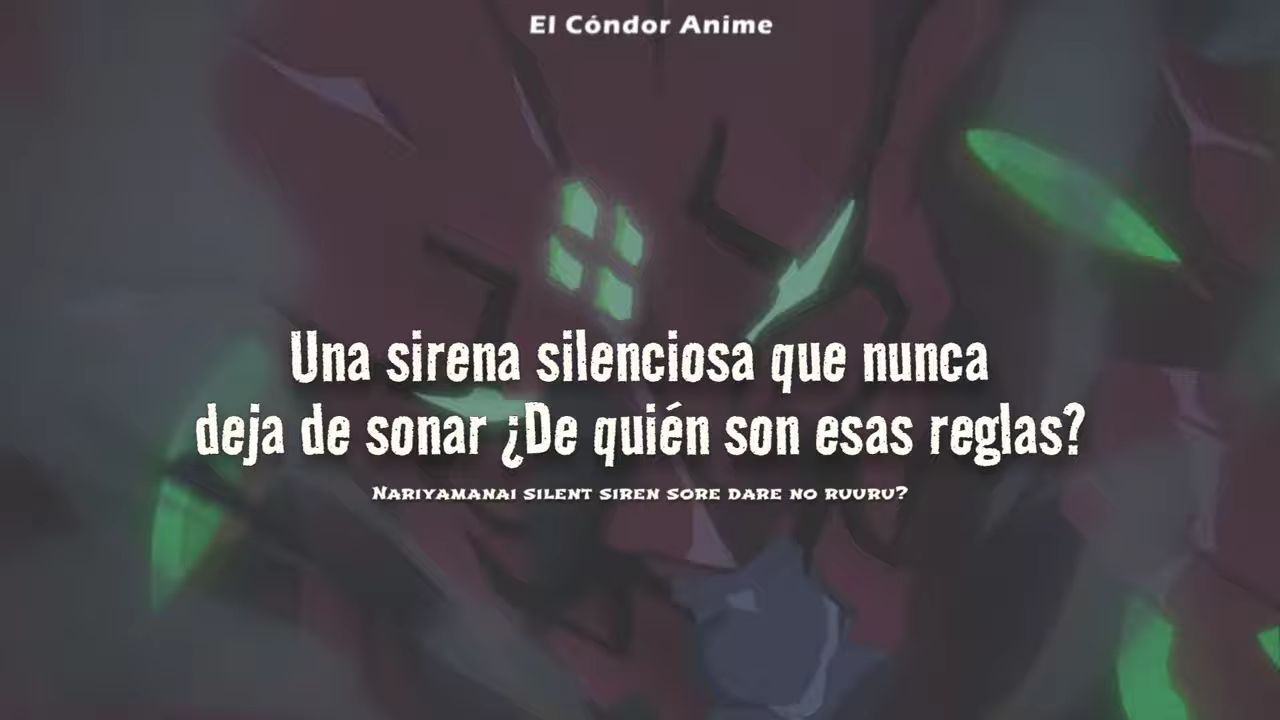 El Cóndor Anime
Una sirena silenciosa que nunca
deja de sonar ¿De quién son esas reglas?
Nariyamanai silent siren sore dare no ruuru?